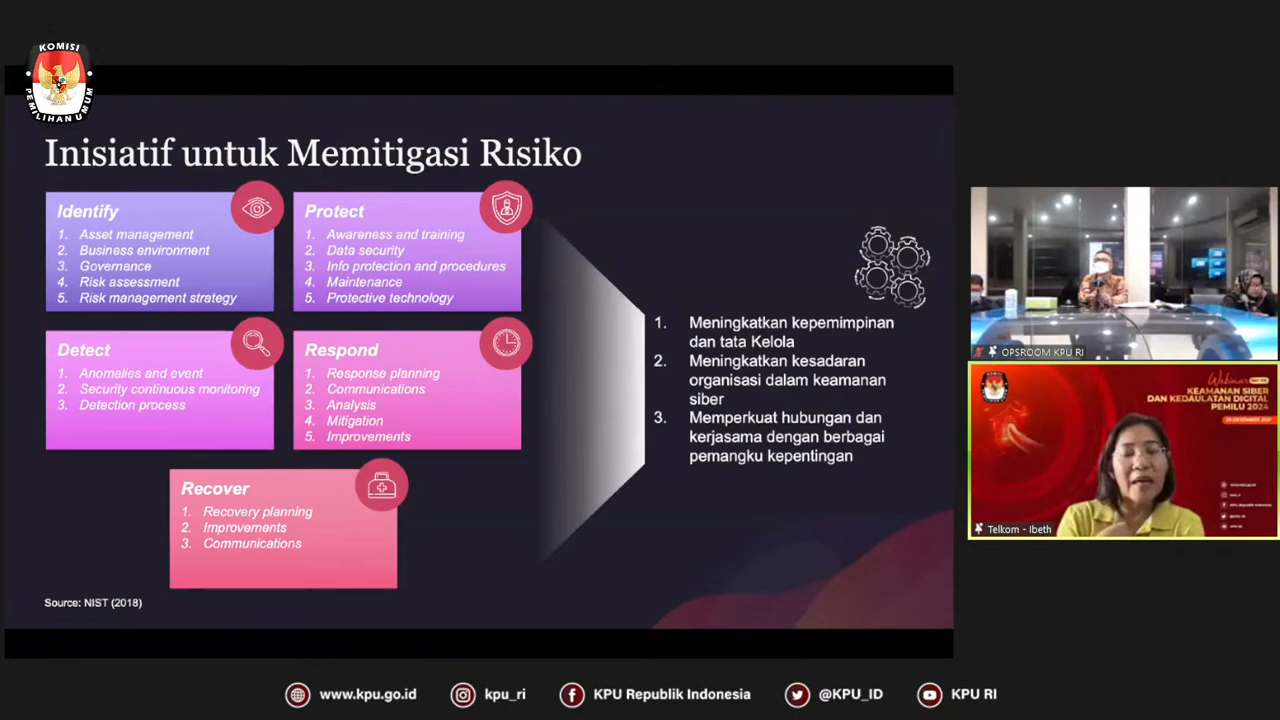 KOMISI
PEMILIHAN UMUM
Inisiatif untuk Memitigasi Risiko
Identify
1. Asset management
2. Business environment
3. Governance
4. Risk assessment
5. Risk management strategy
Protect
1. Awareness and training
2. Data security
3. Info protection and procedures
4. Maintenance
5. Protective technology
Detect
1. Anomalies and event
2. Security continuous monitoring
3. Detection process
Respond
1. Response planning
2. Communications
3. Analysis
4. Mitigation
5. Improvements
Recover
1. Recovery planning
2. Improvements
3. Communications
Source: NIST (2018)
1. Meningkatkan kepemimpinan
dan tata Kelola
2. Meningkatkan kesadaran
organisasi dalam keamanan
siber
3. Memperkuat hubungan dan
kerjasama dengan berbagai
pemangku kepentingan
OPSROOM KPU RI
Webinar
KEAMANAN SIBER
DAN KEDAULATAN DIGITAL
PEMILU 2024
Telkom - Ibeth
www.kpu.go.id
kpu_ri
KPU Republik Indonesia
@KPU_ID
KPU RI